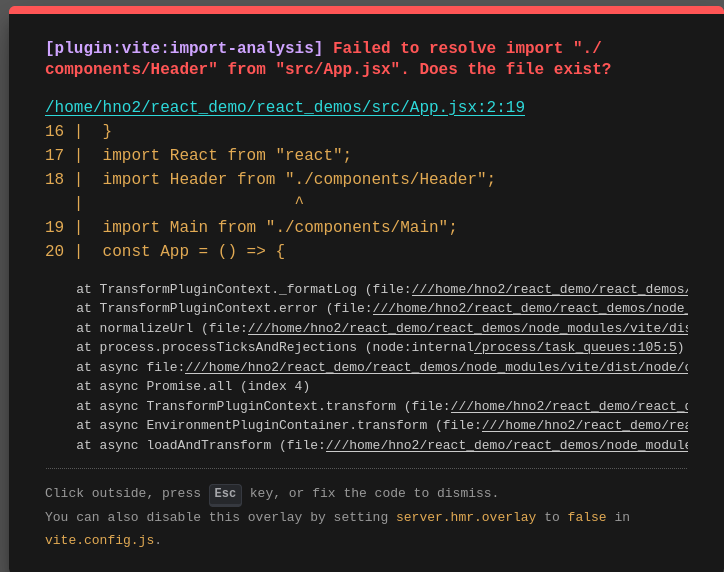 [plugin:vite:import-analysis] Failed to resolve import "./
components/Header" from "src/App.jsx". Does the file exist?
/home/hno2/react_demo/react_demos/src/App.jsx:2:19
16 |  }
17 |  import React from "react";
18 |  import Header from "./components/Header";
   |                      ^
19 |  import Main from "./components/Main";
20 |  const App = () => {
at TransformPluginContext._formatLog (file:///home/hno2/react_demo/react_demos/
at TransformPluginContext.error (file:///home/hno2/react_demo/react_demos/node_
at normalizeUrl (file:///home/hno2/react_demo/react_demos/node_modules/vite/dis
at process.processTicksAndRejections (node:internal/process/task_queues:105:5)
at async file:///home/hno2/react_demo/react_demos/node_modules/vite/dist/node/
at async Promise.all (index 4)
at async TransformPluginContext.transform (file:///home/hno2/react_demo/react_
at async EnvironmentPluginContainer.transform (file:///home/hno2/react_demo/rea
at async loadAndTransform (file:///home/hno2/react_demo/react_demos/node_module
Click outside, press Esc key, or fix the code to dismiss.
You can also disable this overlay by setting server.hmr.overlay to false in
vite.config.js.